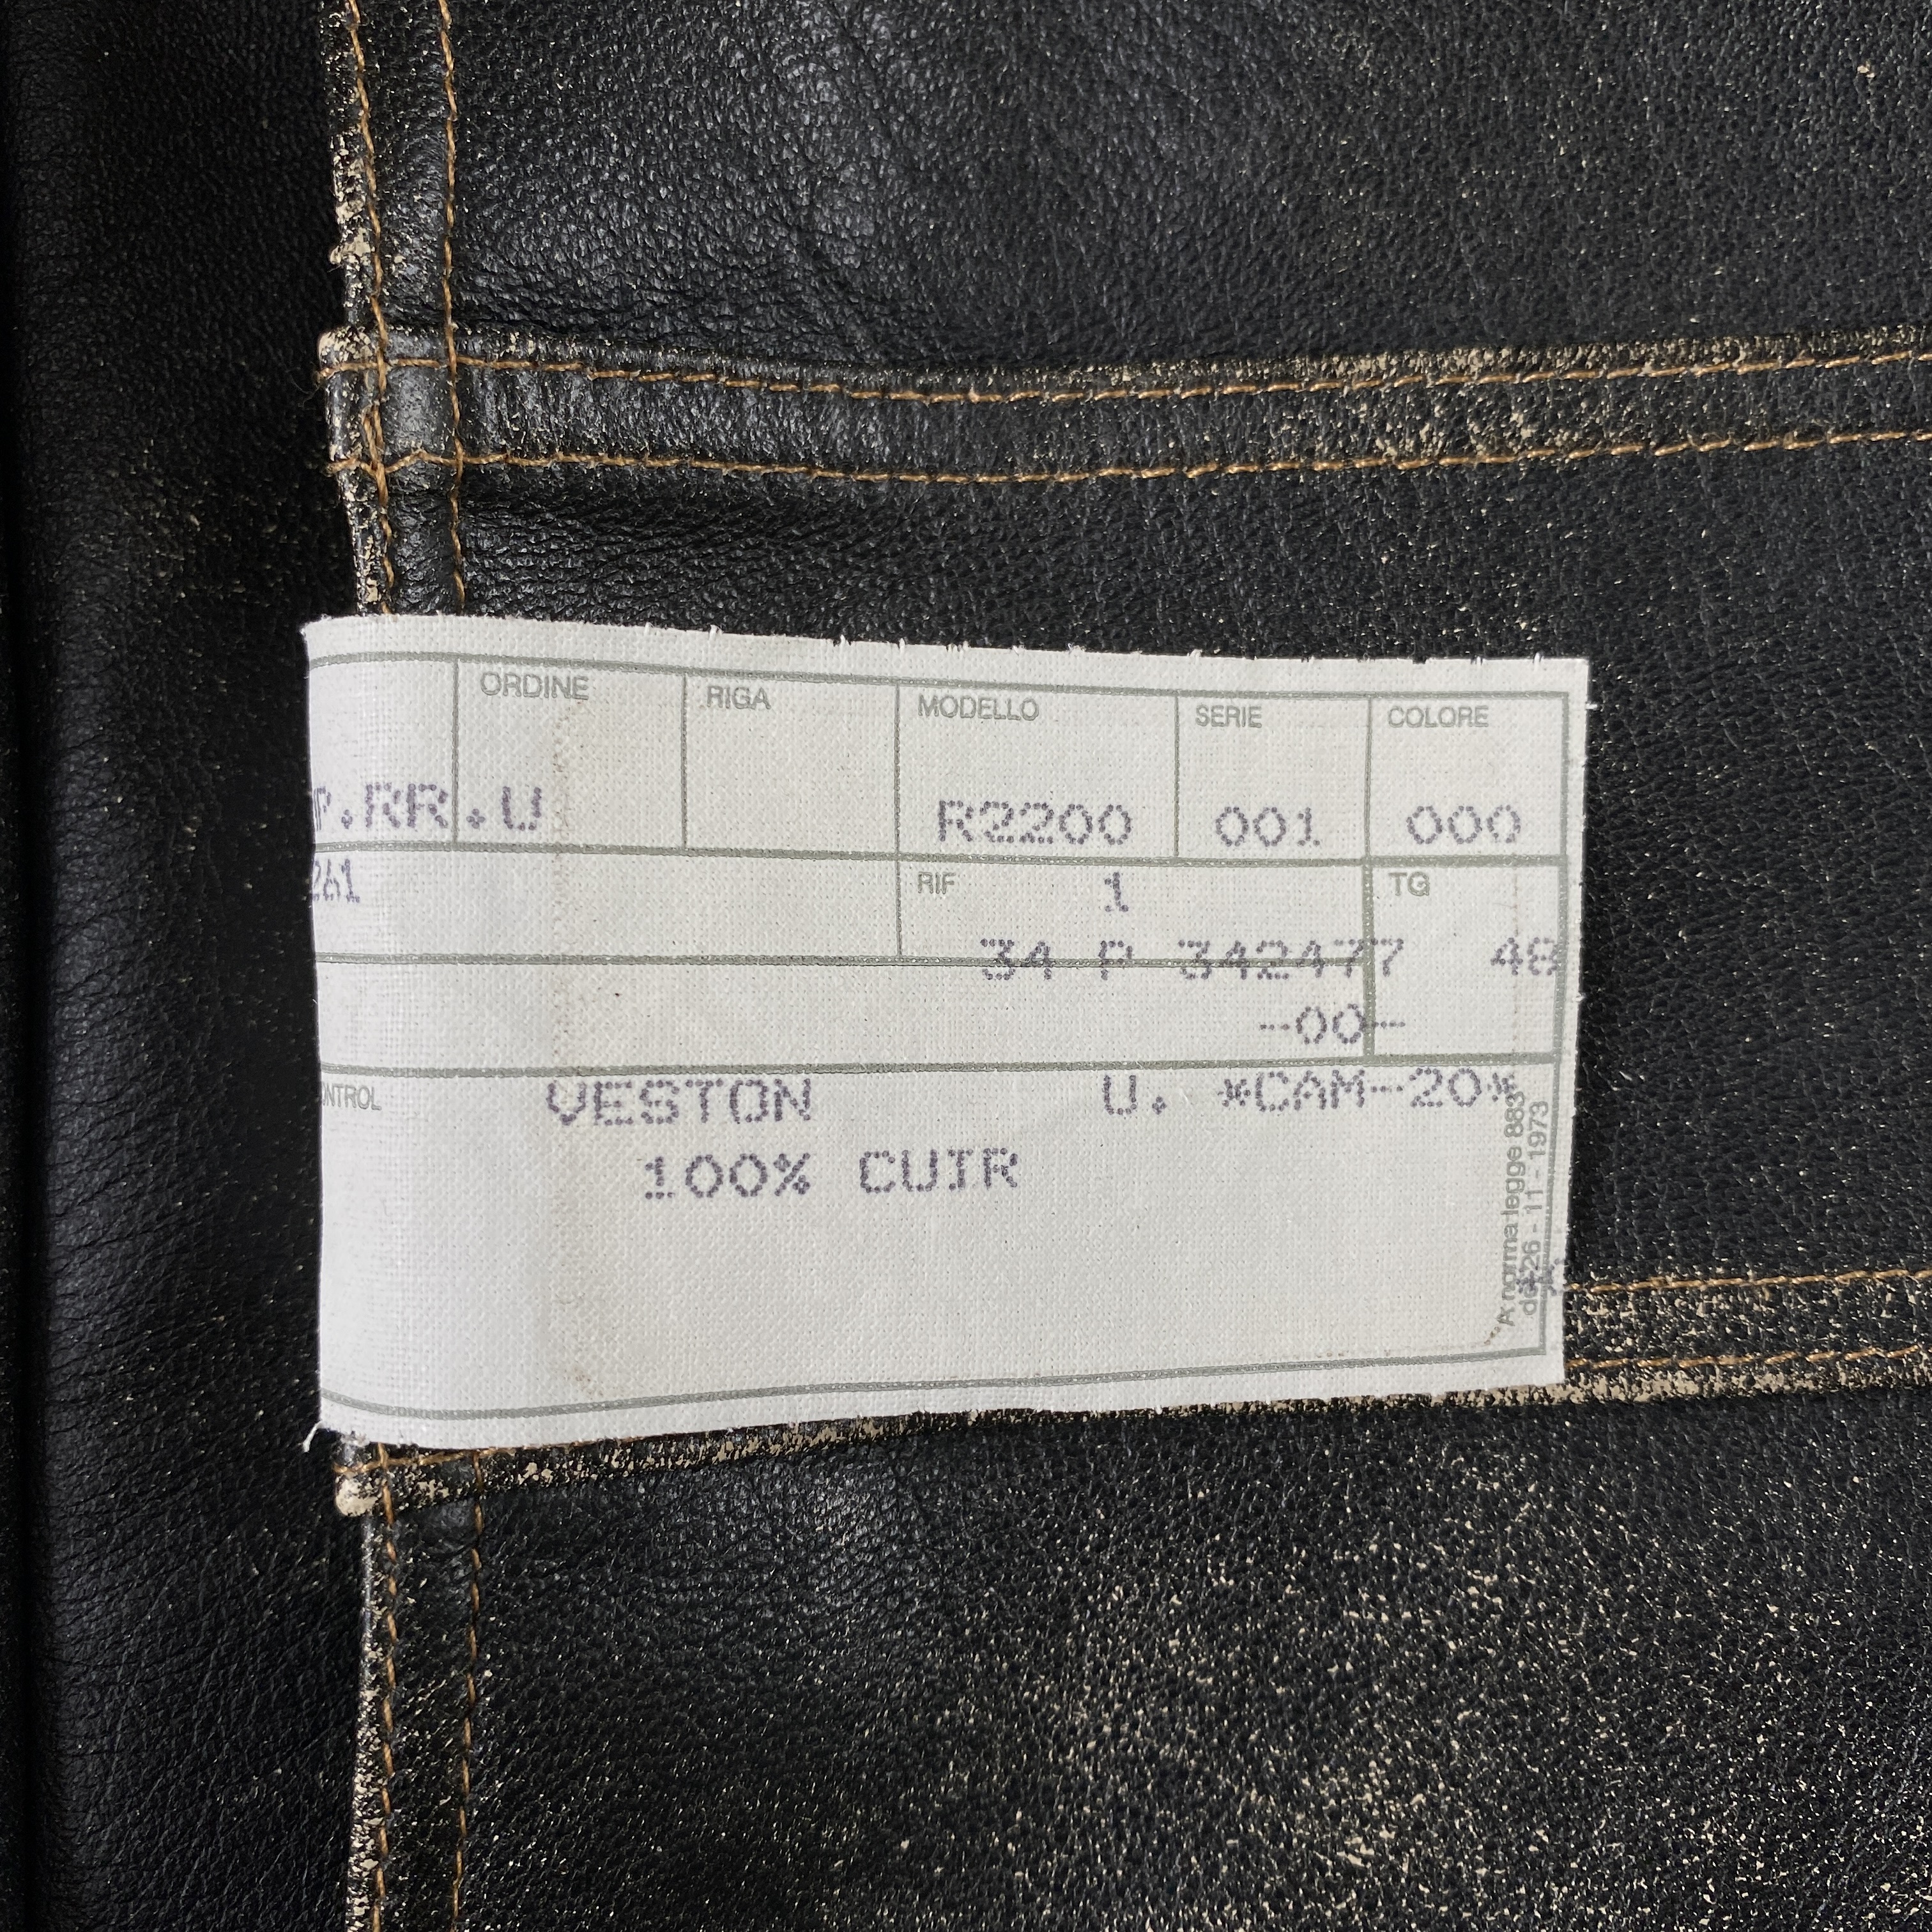 ORDINE RIGA MODELLO SERIE COLORE
P.RR.U R2200 001 000
261 RIF 1 TG
34 P 342477 48
-00-
ONTROL VESTON U. *CAM-20*
100% CUIR
A norma legge 883
del 26 - 11 - 1973